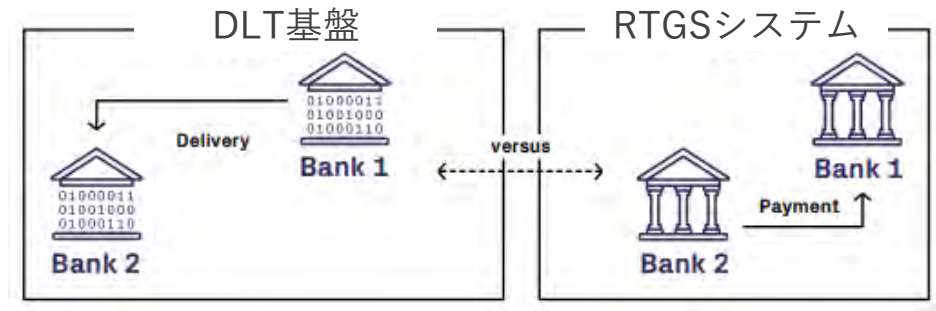 DLT基盤
RTGSシステム
01000011
01001000
01000110
Delivery
Bank 1
versus
01000011
01001000
01000110
Bank 2
Bank 1
Payment
Bank 2